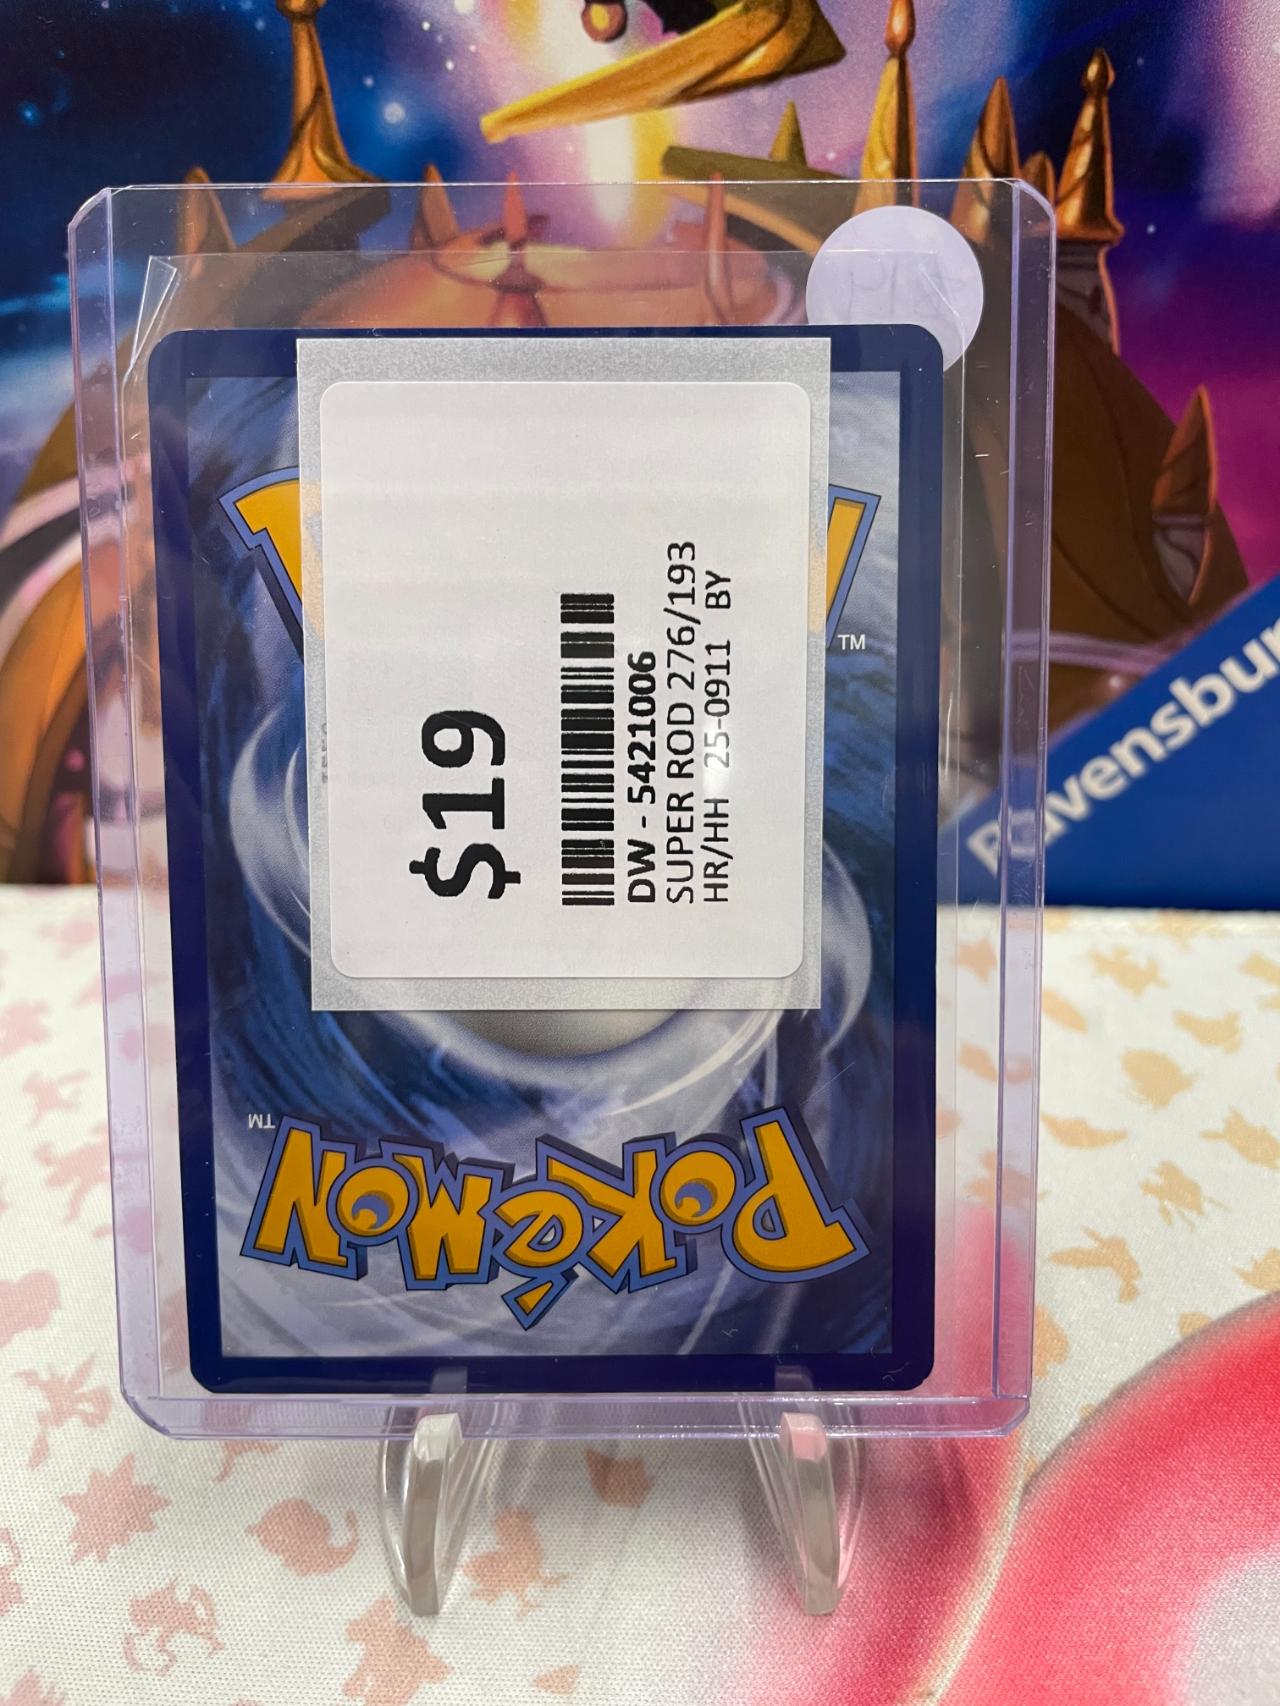 $19
DW - 5421006
SUPER ROD 276/193
HR/HH 25-0911 BY
TM
TM
POKéMON
Ravensbur